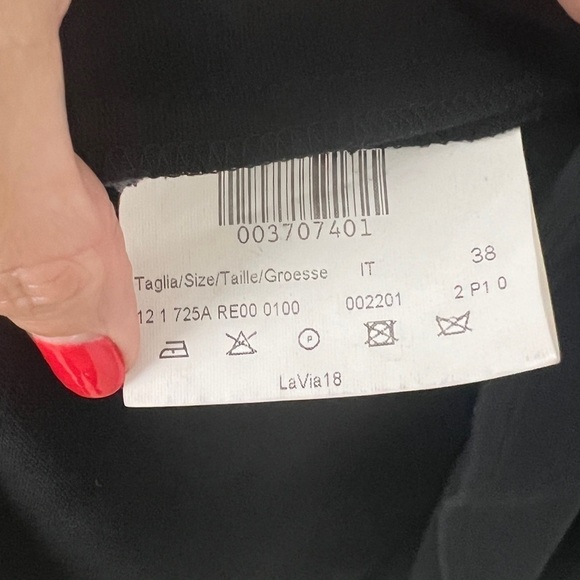 003707401
Taglia/Size/Taille/Groesse IT 38
12 1 725A RE00 0100 002201 2 P1 0
P
LaVia18